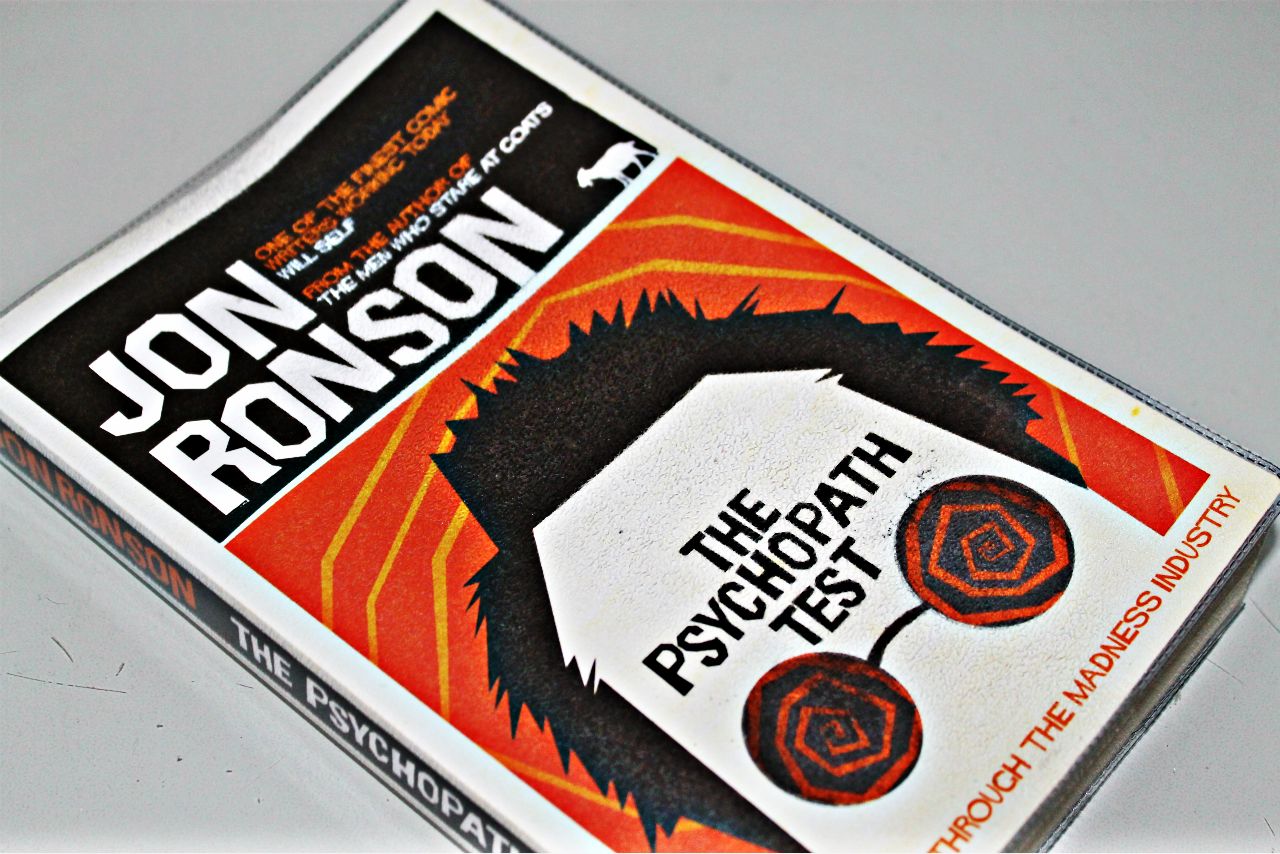 ONE OF THE FINEST COMIC
WRITERS WORKING TODAY
WILL SELF
FROM THE AUTHOR OF
THE MEN WHO STARE AT GOATS
JON
RONSON
THE
PSYCHOPATH
TEST
THROUGH THE MADNESS INDUSTRY
JON RONSON THE PSYCHOPATH